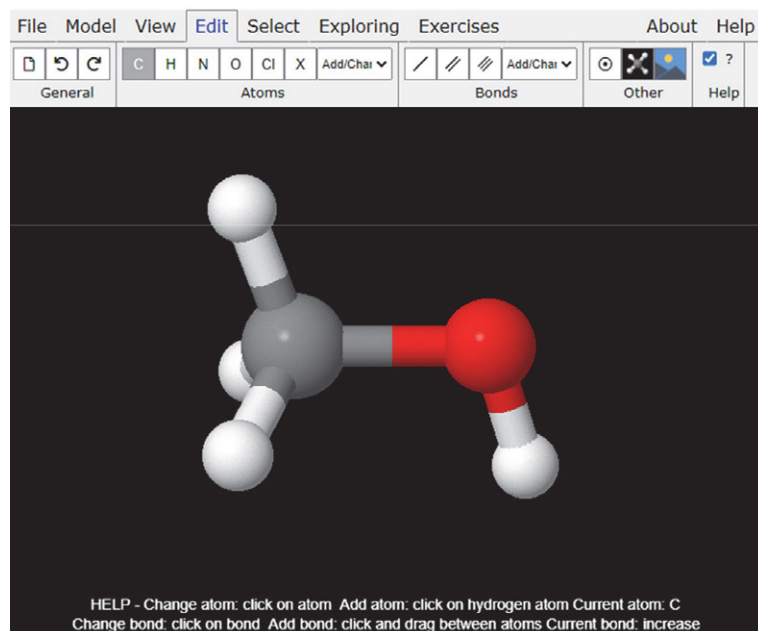 File Model View Edit Select Exploring Exercises About Help
C H N O Cl X Add/Chai Add/Chai ?
General Atoms Bonds Other Help
HELP - Change atom: click on atom Add atom: click on hydrogen atom Current atom: C
Change bond: click on bond Add bond: click and drag between atoms Current bond: increase